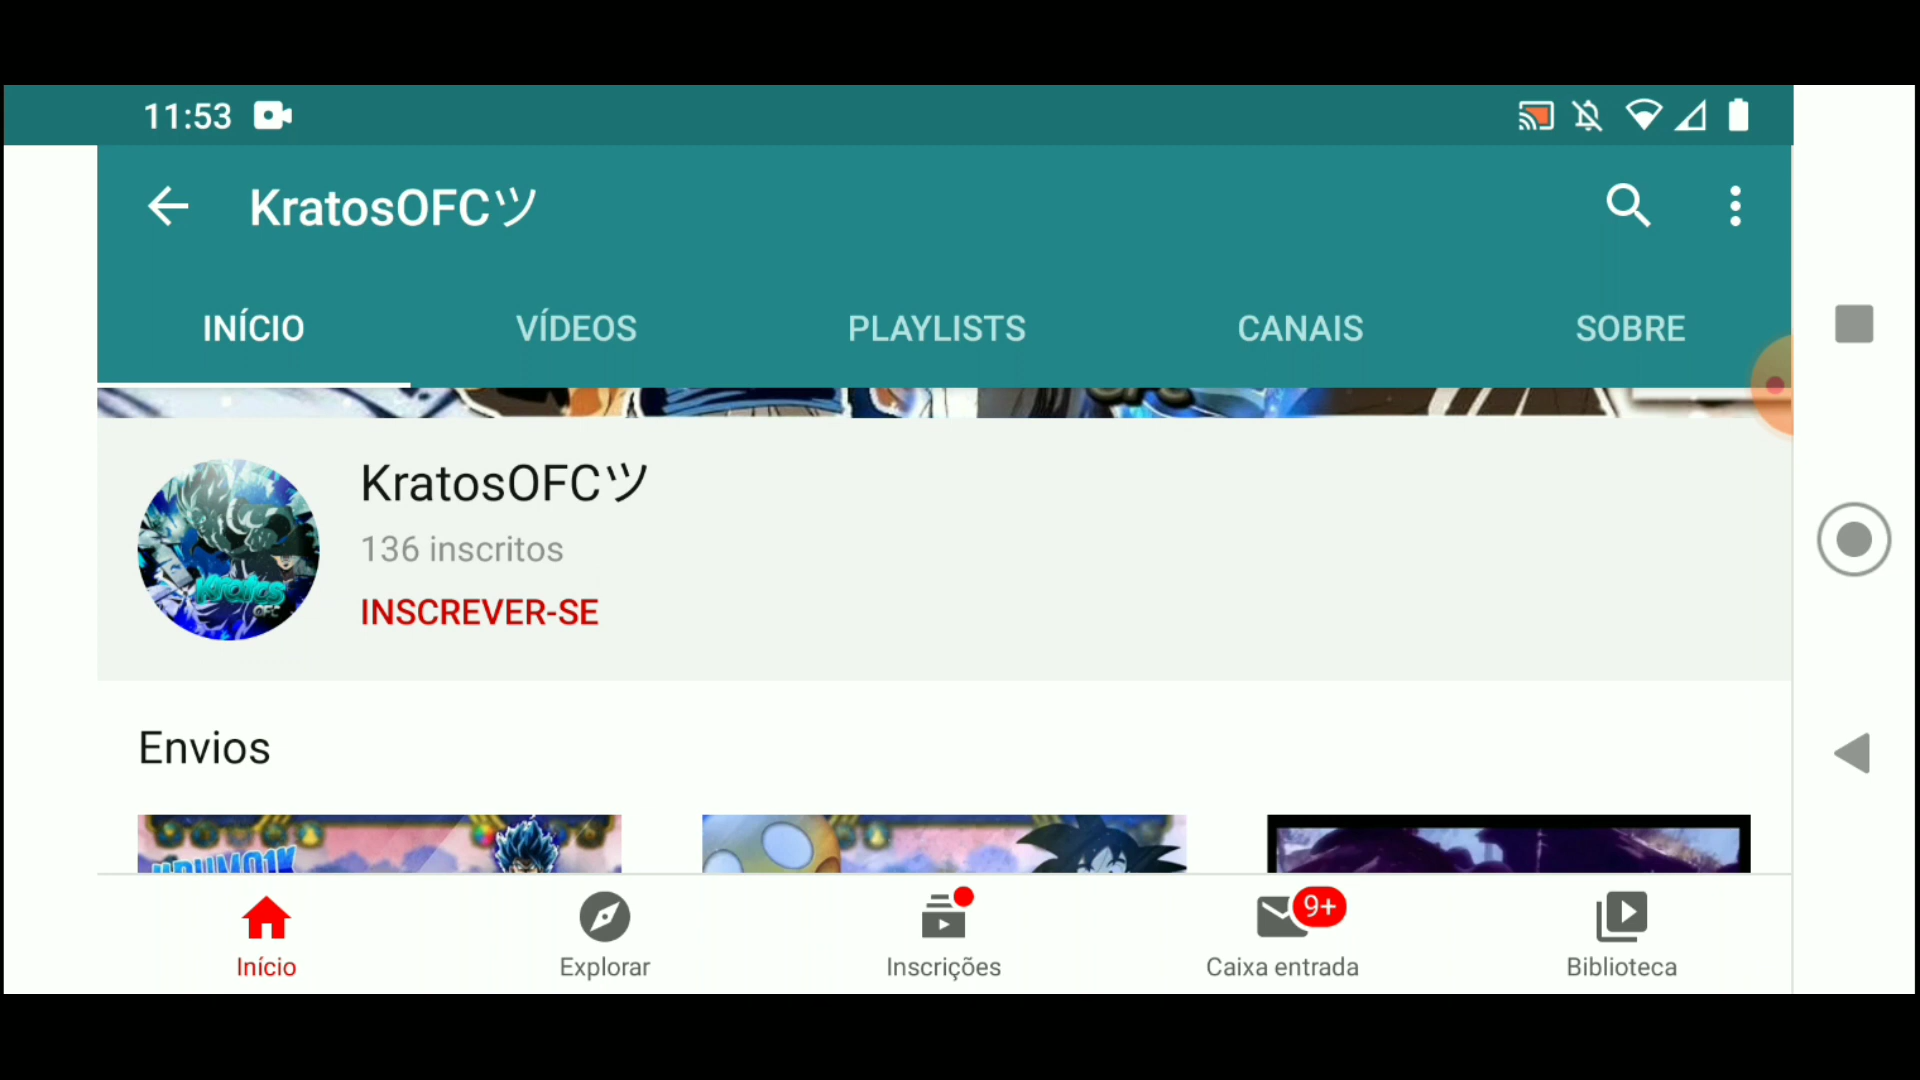 11:53
KratosOFCツ
INÍCIO
VÍDEOS
PLAYLISTS
CANAIS
SOBRE
KratosOFCツ
136 inscritos
INSCREVER-SE
Kratos
OFC
Envios
9+
Início
Explorar
Inscrições
Caixa entrada
Biblioteca